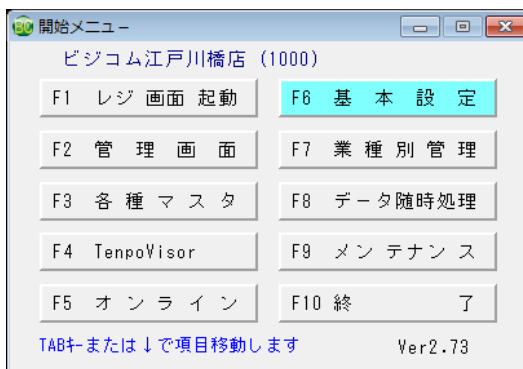 開始メニュー
ビジコム江戸川橋店 (1000)
F1 レジ 画面 起動
F6 基 本 設 定
F2 管 理 画 面
F7 業 種 別 管 理
F3 各 種 マ ス タ
F8 データ随時処理
F4 TenpoVisor
F9 メンテナンス
F5 オ ン ラ イ ン
F10 終 了
TABキーまたは↓で項目移動します
Ver2.73